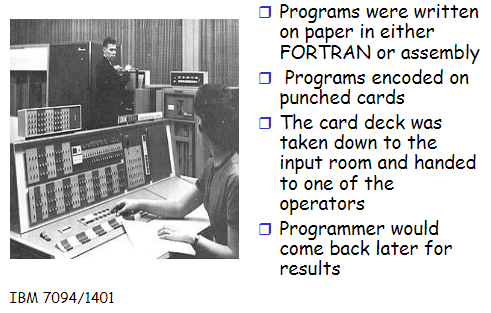 Programs were written
on paper in either
FORTRAN or assembly
Programs encoded on
punched cards
The card deck was
taken down to the
input room and handed
to one of the
operators
Programmer would
come back later for
results
IBM 7094/1401